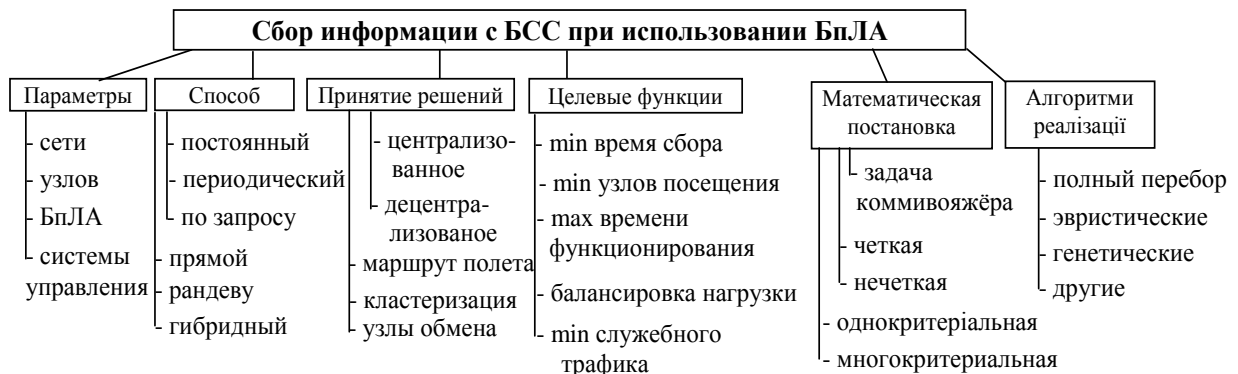 Сбор информации с БСС при использовании БпЛА
Параметры
- сети
- узлов
- БпЛА
- системы
управления
Способ
- постоянный
- периодический
- по запросу
- прямой
- рандеву
- гибридный
Принятие решений
- централизо-
ванное
- децентра-
лизованое
- маршрут полета
- кластеризация
- узлы обмена
Целевые функции
- min время сбора
- min узлов посещения
- max времени
функционирования
- балансировка нагрузки
- min служебного
трафика
Математическая
постановка
- задача
коммивояжёра
- четкая
- нечеткая
- однокритеріальная
- многокритериальная
Алгоритми
реалізації
- полный перебор
- эвристические
- генетические
- другие